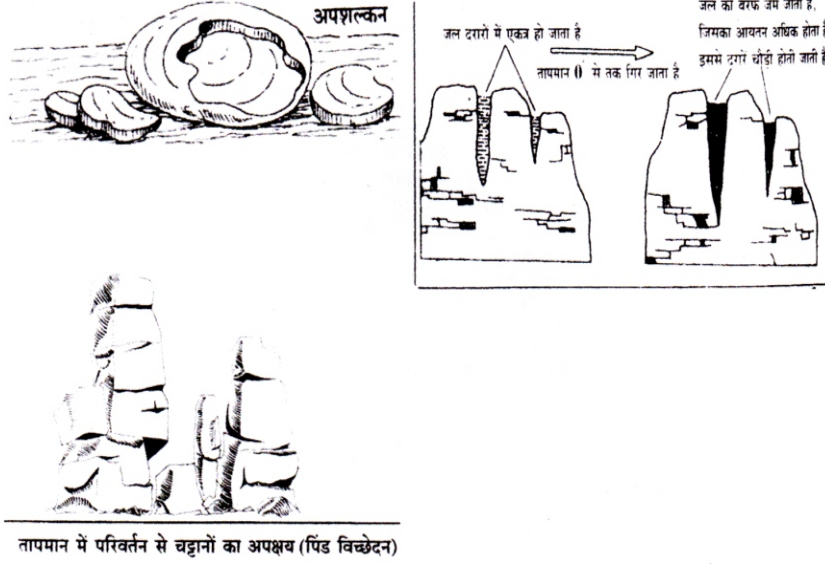 अपशल्कन
जल दरारों में एकत्र हो जाता है
तापमान 0 से तक गिर जाता है
जल का बरफ जम जाता है,
जिसका आयतन अधिक होता है
इससे दरारें चौड़ी होती जाती है
तापमान में परिवर्तन से चट्टानों का अपक्षय (पिंड विच्छेदन)